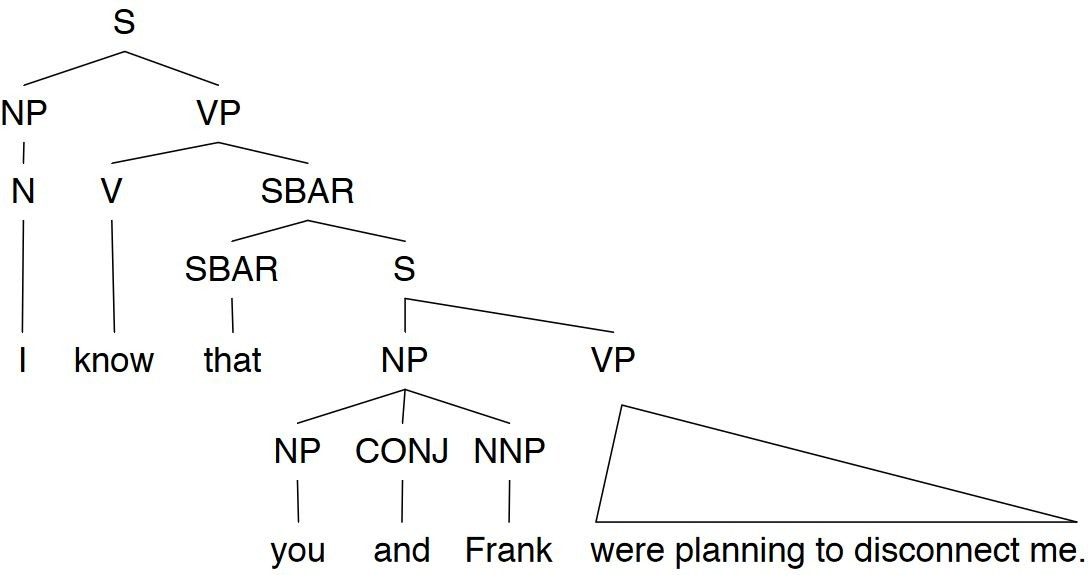 S
NP VP
N V SBAR
SBAR S
I know that NP VP
NP CONJ NNP
you and Frank were planning to disconnect me.